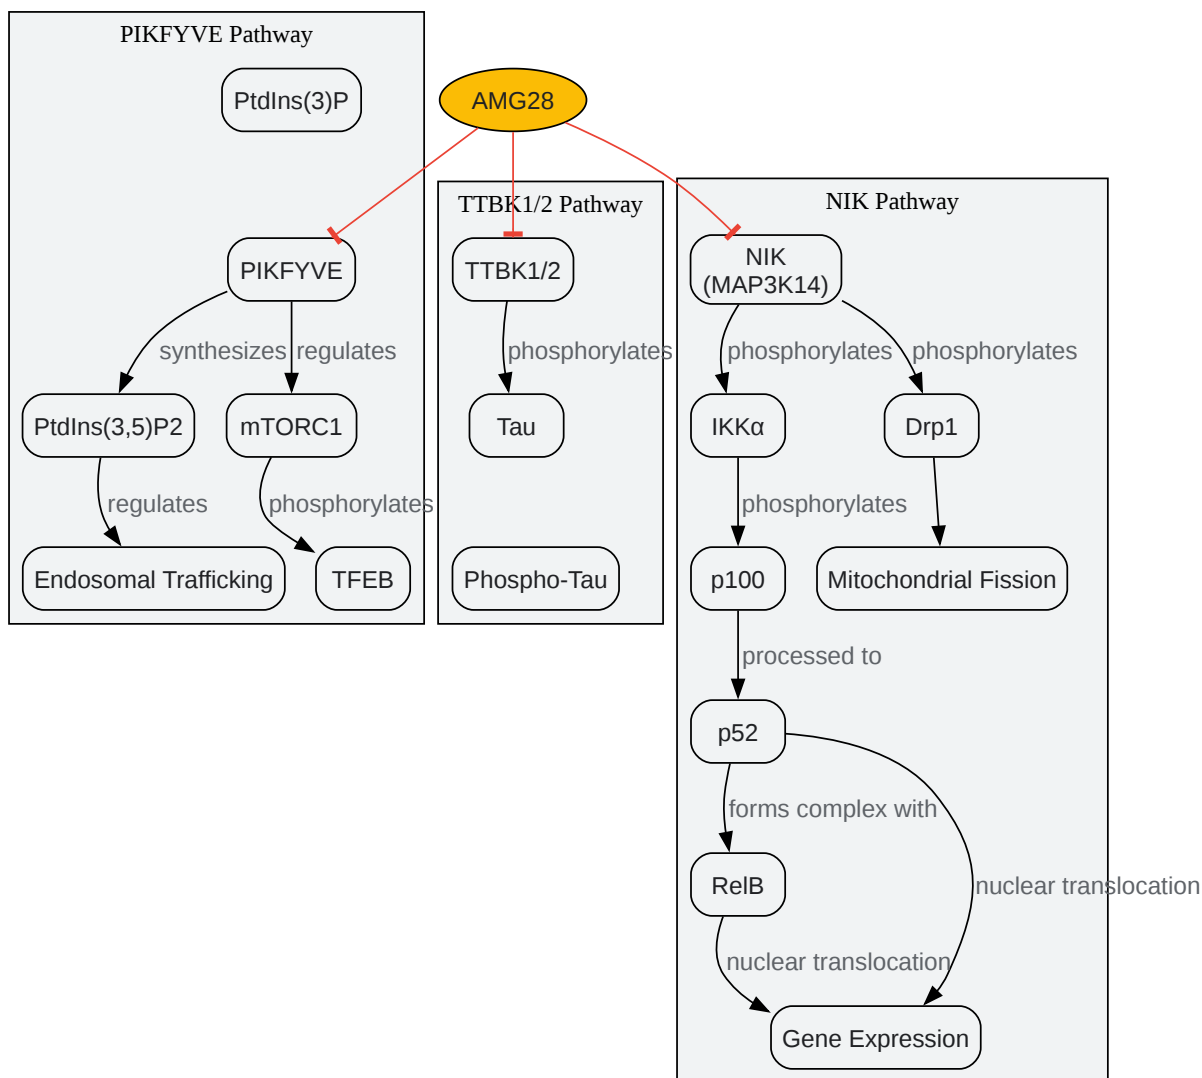 PIKFYVE Pathway
PtdIns(3)P
AMG28
TTBK1/2 Pathway
NIK Pathway
PIKFYVE
TTBK1/2
NIK
(MAP3K14)
synthesizes
regulates
phosphorylates
phosphorylates
phosphorylates
PtdIns(3,5)P2
mTORC1
Tau
IKKα
Drp1
regulates
phosphorylates
phosphorylates
Endosomal Trafficking
TFEB
Phospho-Tau
p100
Mitochondrial Fission
processed to
p52
forms complex with
RelB
nuclear translocation
nuclear translocation
Gene Expression